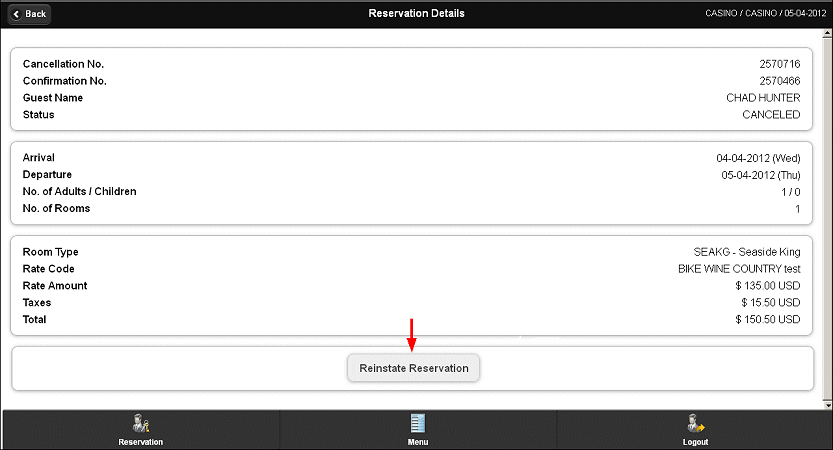 Back
Reservation Details
CASINO / CASINO / 05-04-2012
Cancellation No. 2570716
Confirmation No. 2570466
Guest Name CHAD HUNTER
Status CANCELED
Arrival 04-04-2012 (Wed)
Departure 05-04-2012 (Thu)
No. of Adults / Children 1 / 0
No. of Rooms 1
Room Type SEAKG - Seaside King
Rate Code BIKE WINE COUNTRY test
Rate Amount $ 135.00 USD
Taxes $ 15.50 USD
Total $ 150.50 USD
Reinstate Reservation
Reservation
Menu
Logout